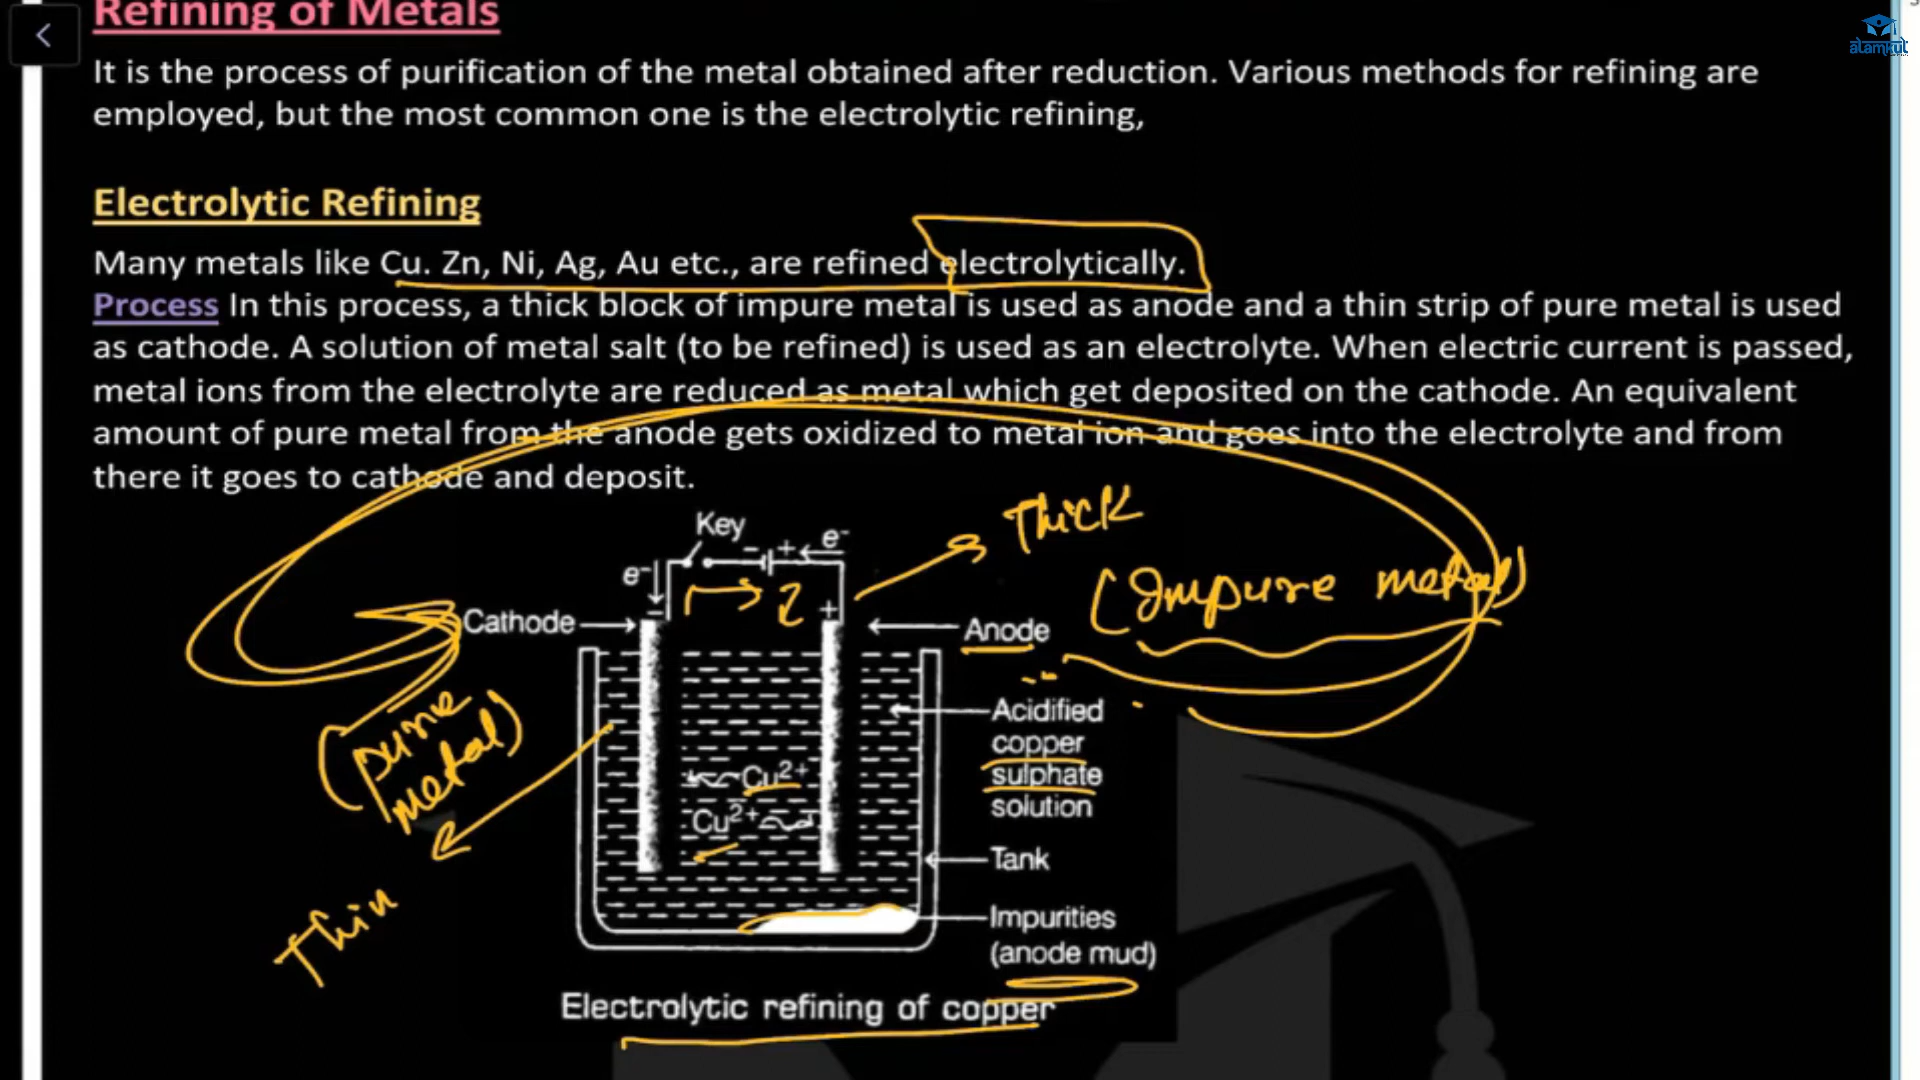 Refining of Metals
alamkut
It is the process of purification of the metal obtained after reduction. Various methods for refining are
employed, but the most common one is the electrolytic refining,
Electrolytic Refining
Many metals like Cu. Zn, Ni, Ag, Au etc., are refined electrolytically.
Process In this process, a thick block of impure metal is used as anode and a thin strip of pure metal is used
as cathode. A solution of metal salt (to be refined) is used as an electrolyte. When electric current is passed,
metal ions from the electrolyte are reduced as metal which get deposited on the cathode. An equivalent
amount of pure metal from the anode gets oxidized to metal ion and goes into the electrolyte and from
there it goes to cathode and deposit.
Key
- + e-
Thick
e-
(Impure metal)
- +
Cathode
Anode
(pure
metal)
Acidified
copper
sulphate
solution
Cu2+
Cu2+
Tank
Thin
Impurities
(anode mud)
Electrolytic refining of copper